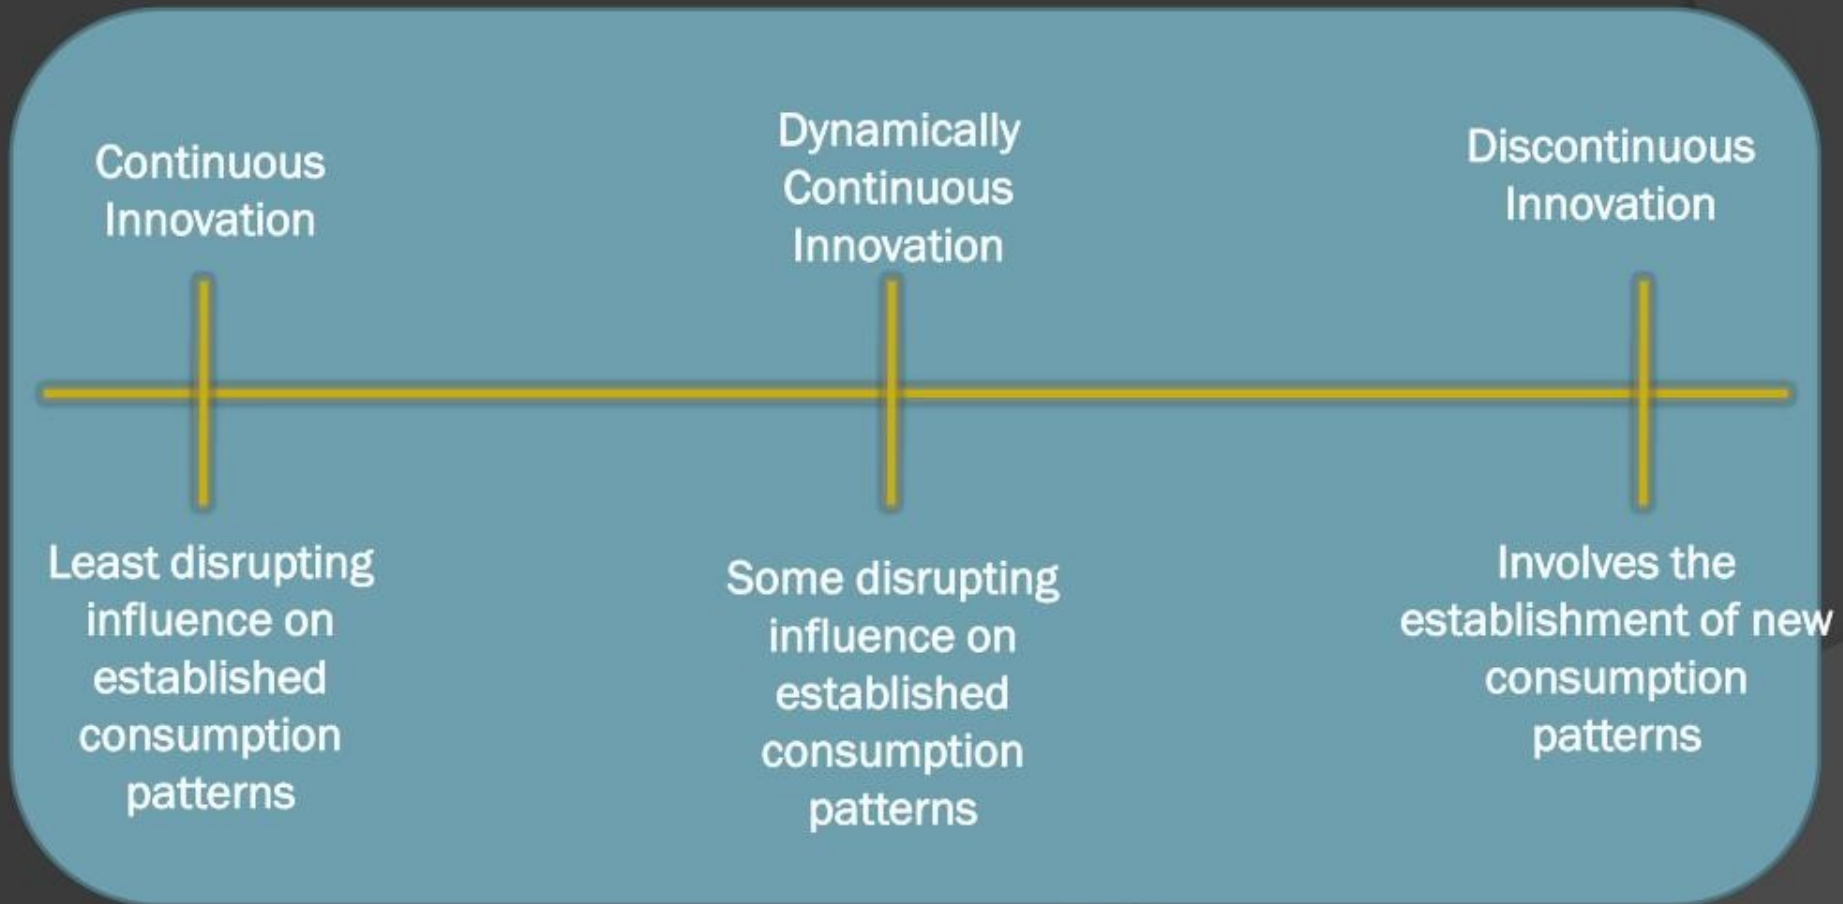 Continuous
Innovation
Dynamically
Continuous
Innovation
Discontinuous
Innovation
Least disrupting
influence on
established
consumption
patterns
Some disrupting
influence on
established
consumption
patterns
Involves the
establishment of new
consumption
patterns